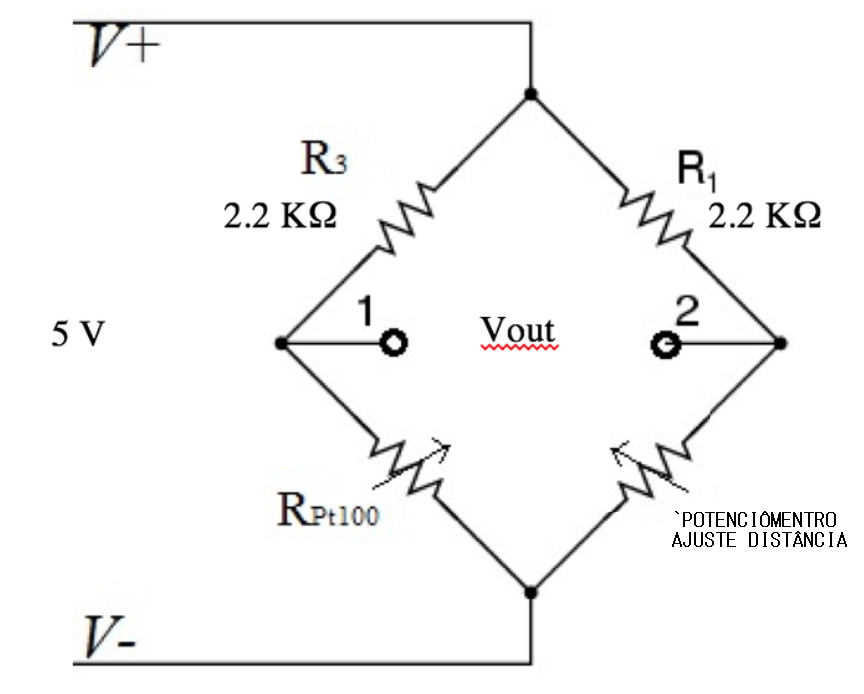 V+
R3
2.2 KΩ
R1
2.2 KΩ
5 V
1
Vout
2
RPt100
`POTENCIÔMENTRO
AJUSTE DISTÂNCIA
V-